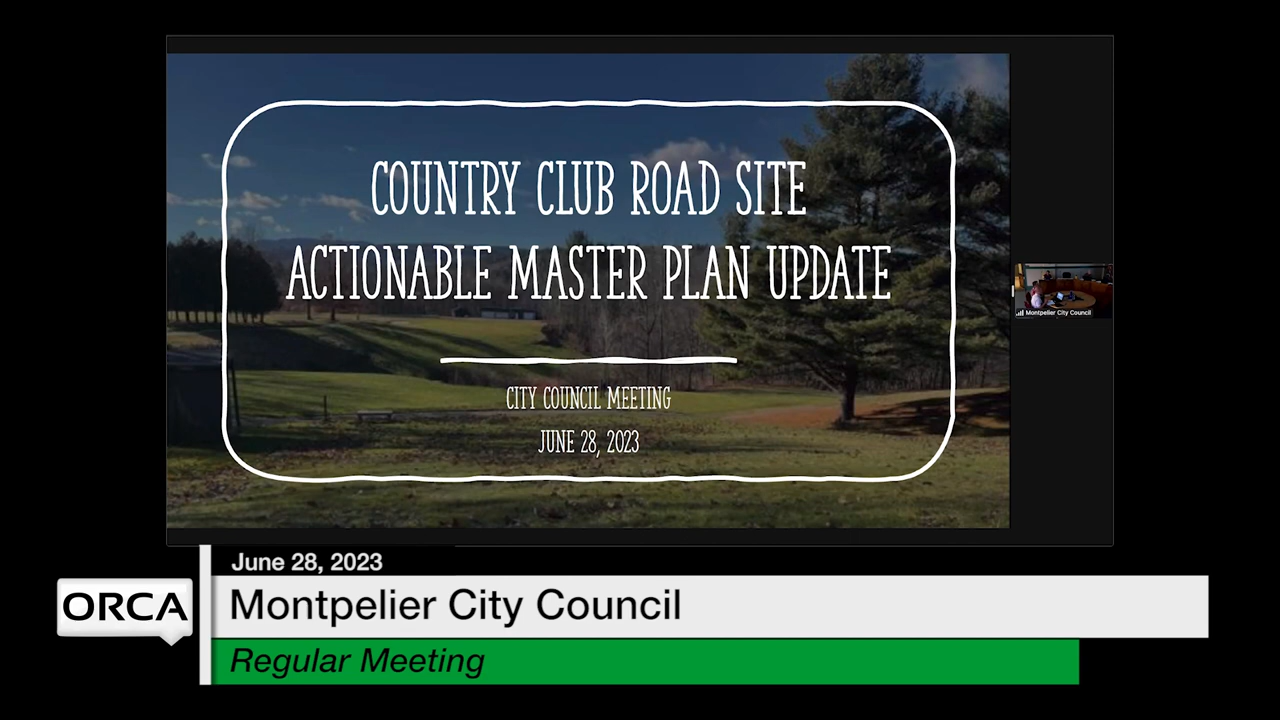 COUNTRY CLUB ROAD SITE
ACTIONABLE MASTER PLAN UPDATE
CITY COUNCIL MEETING
JUNE 28, 2023
Montpelier City Council
June 28, 2023
ORCA
Montpelier City Council
Regular Meeting